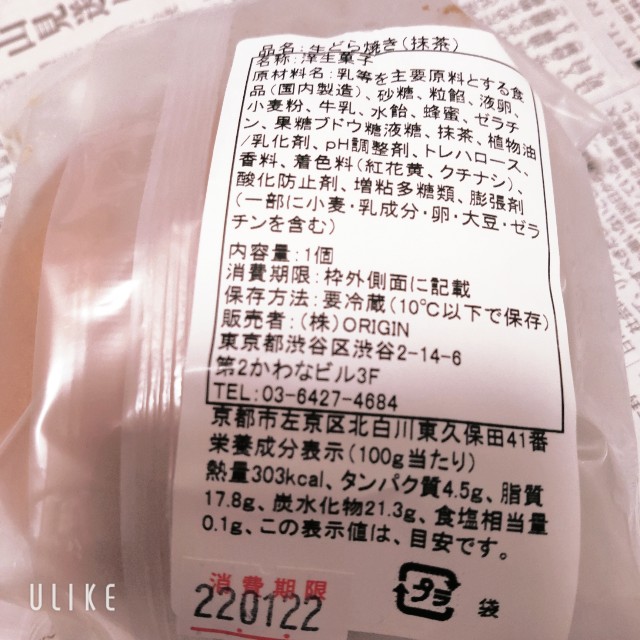 品名:生どら焼き(抹茶)
名称:洋生菓子
原材料名:乳等を主要原料とする食
品(国内製造)、砂糖、粒餡、液卵、
小麦粉、牛乳、水飴、蜂蜜、ゼラチ
ン、果糖ブドウ糖液糖、抹茶、植物油
/乳化剤、pH調整剤、トレハロース、
香料、着色料(紅花黄、クチナシ)、
酸化防止剤、増粘多糖類、膨張剤
(一部に小麦・乳成分・卵・大豆・ゼラ
チンを含む)
内容量:1個
消費期限:枠外側面に記載
保存方法:要冷蔵(10℃以下で保存)
販売者:(株)ORIGIN
東京都渋谷区渋谷2-14-6
第2かわなビル3F
TEL:03-6427-4684
京都市左京区北白川東久保田41番
栄養成分表示(100g当たり)
熱量303kcal、タンパク質4.5g、脂質
17.8g、炭水化物21.3g、食塩相当量
0.1g、この表示値は、目安です。
消費期限
220122
プラ 袋
ULIKE